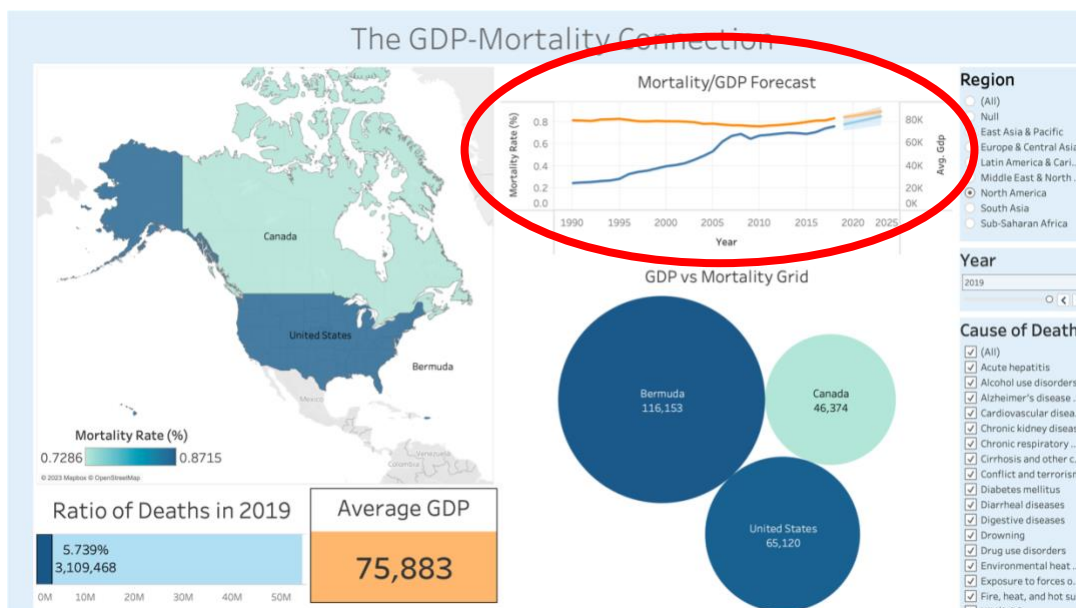 The GDP-Mortality Connection
Canada
United States
Bermuda
Mexico
Venezuela
Colombia
Mortality Rate (%)
0.7286
0.8715
© 2023 Mapbox © OpenStreetMap
Mortality/GDP Forecast
Mortality Rate (%)
0.8
0.6
0.4
0.2
0.0
80K
60K
40K
20K
0K
Avg. Gdp
1990 1995 2000 2005 2010 2015 2020 2025
Year
GDP vs Mortality Grid
Bermuda
116,153
Canada
46,374
United States
65,120
Ratio of Deaths in 2019
5.739%
3,109,468
0M 10M 20M 30M 40M 50M
Average GDP
75,883
Region
(All)
Null
East Asia & Pacific
Europe & Central Asia
Latin America & Cari..
Middle East & North ..
North America
South Asia
Sub-Saharan Africa
Year
2019
Cause of Death
(All)
Acute hepatitis
Alcohol use disorders
Alzheimer's disease ..
Cardiovascular disea..
Chronic kidney diseas
Chronic respiratory ..
Cirrhosis and other c..
Conflict and terrorism
Diabetes mellitus
Diarrheal diseases
Digestive diseases
Drowning
Drug use disorders
Environmental heat ..
Exposure to forces o..
Fire, heat, and hot su